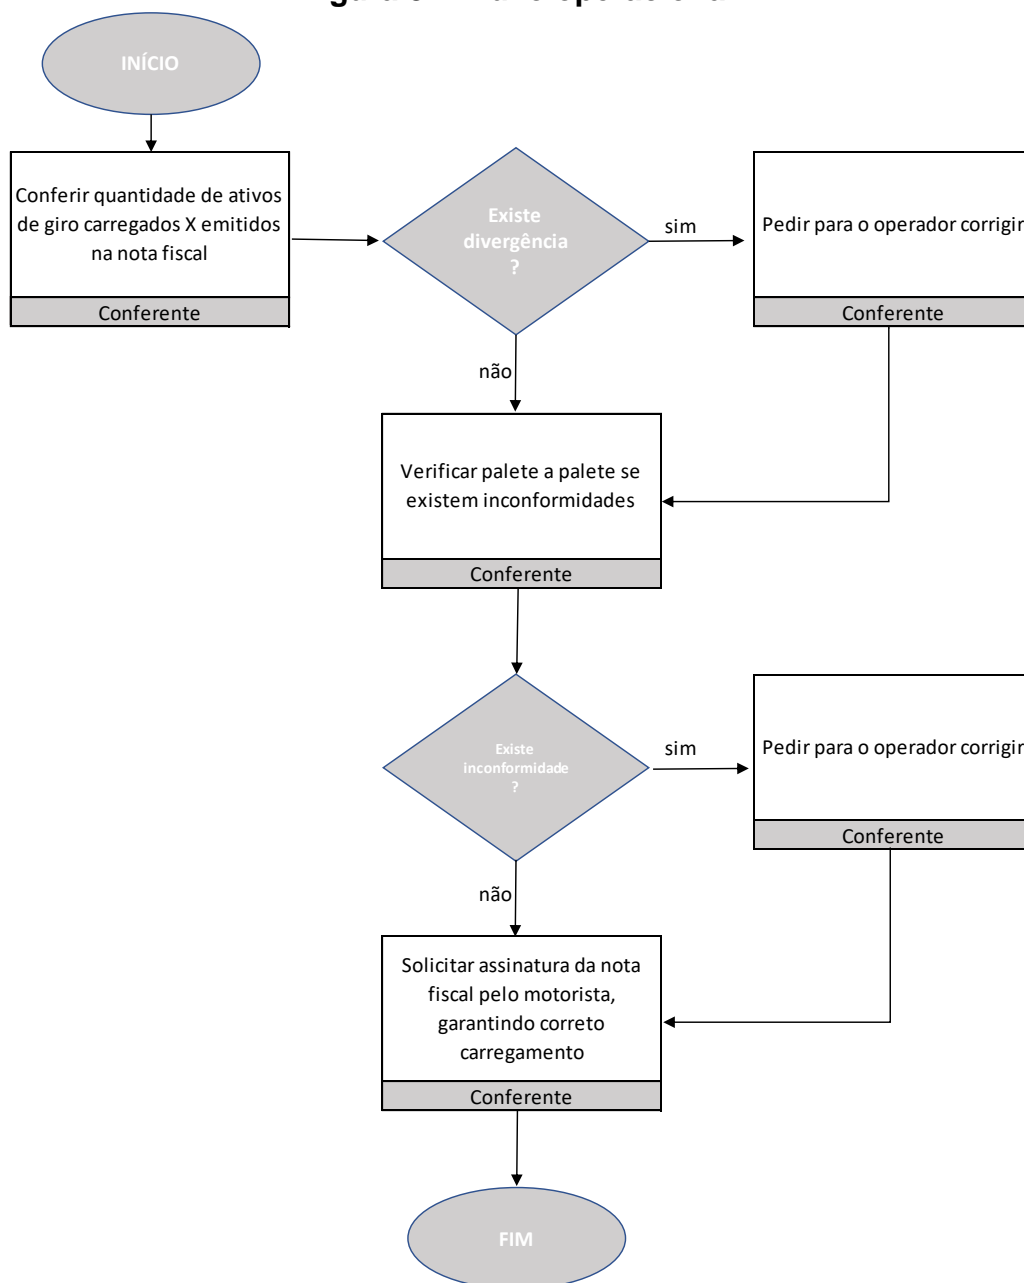 INÍCIO
Conferir quantidade de ativos
de giro carregados X emitidos
na nota fiscal
Conferente
Existe
divergência
?
sim
Pedir para o operador corrigir
Conferente
não
Verificar palete a palete se
existem inconformidades
Conferente
Existe
inconformidade
?
sim
Pedir para o operador corrigir
Conferente
não
Solicitar assinatura da nota
fiscal pelo motorista,
garantindo correto
carregamento
Conferente
FIM